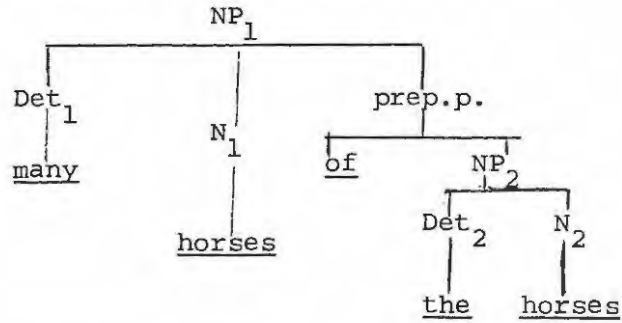 NP1
Det1 prep.p.
N1
many of NP2
horses Det2 N2
the horses